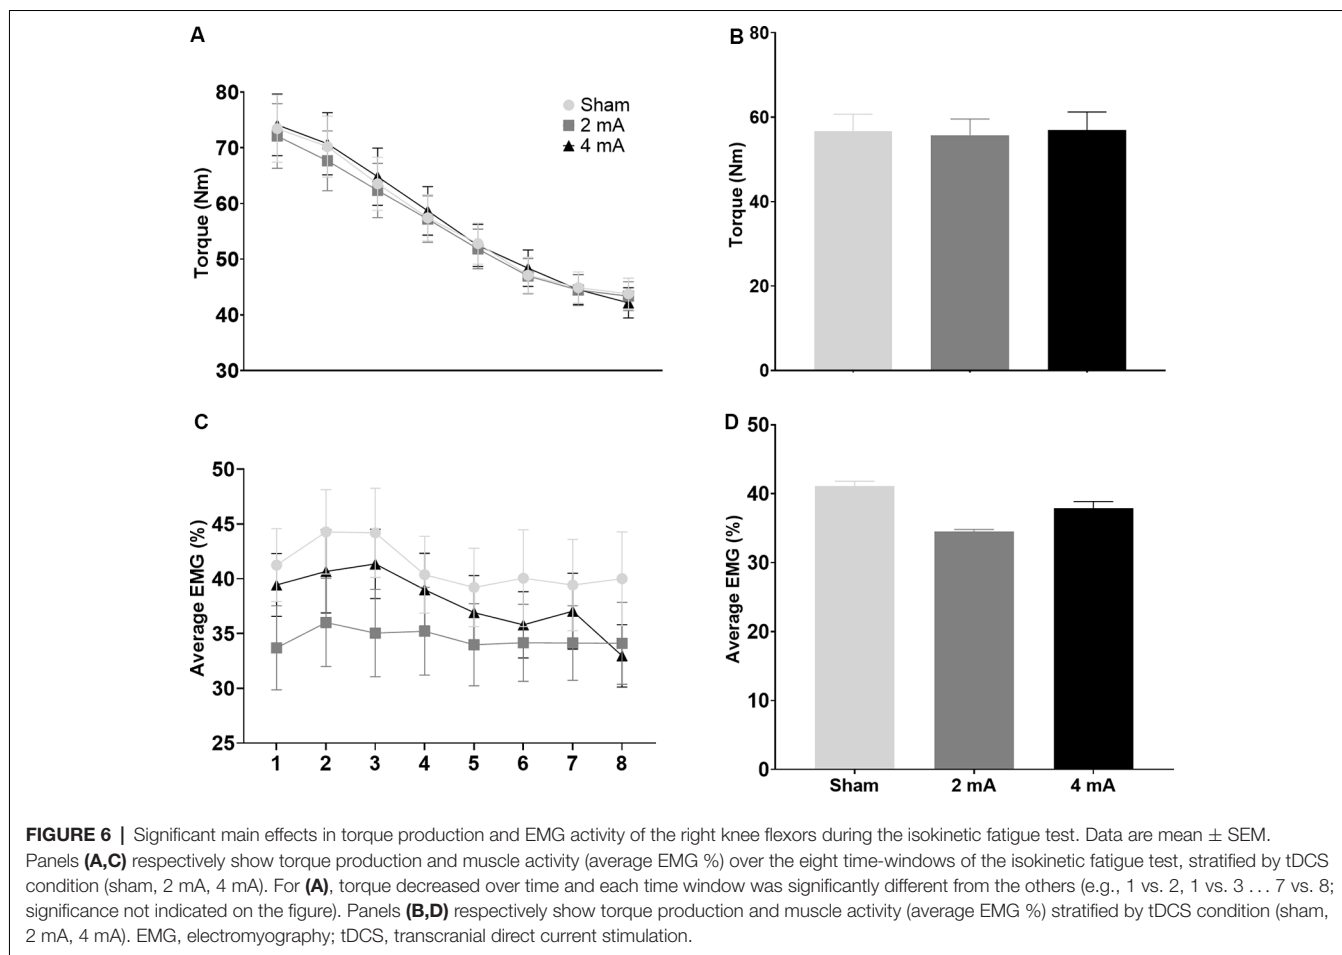 A
80
70
60
50
40
30
Torque (Nm)
Sham
2 mA
4 mA
B
80
60
40
20
0
Torque (Nm)
C
50
45
40
35
30
25
Average EMG (%)
1 2 3 4 5 6 7 8
D
50
40
30
20
10
0
Average EMG (%)
Sham 2 mA 4 mA
FIGURE 6 | Significant main effects in torque production and EMG activity of the right knee flexors during the isokinetic fatigue test. Data are mean ± SEM.
Panels (A,C) respectively show torque production and muscle activity (average EMG %) over the eight time-windows of the isokinetic fatigue test, stratified by tDCS
condition (sham, 2 mA, 4 mA). For (A), torque decreased over time and each time window was significantly different from the others (e.g., 1 vs. 2, 1 vs. 3 . . . 7 vs. 8;
significance not indicated on the figure). Panels (B,D) respectively show torque production and muscle activity (average EMG %) stratified by tDCS condition (sham,
2 mA, 4 mA). EMG, electromyography; tDCS, transcranial direct current stimulation.